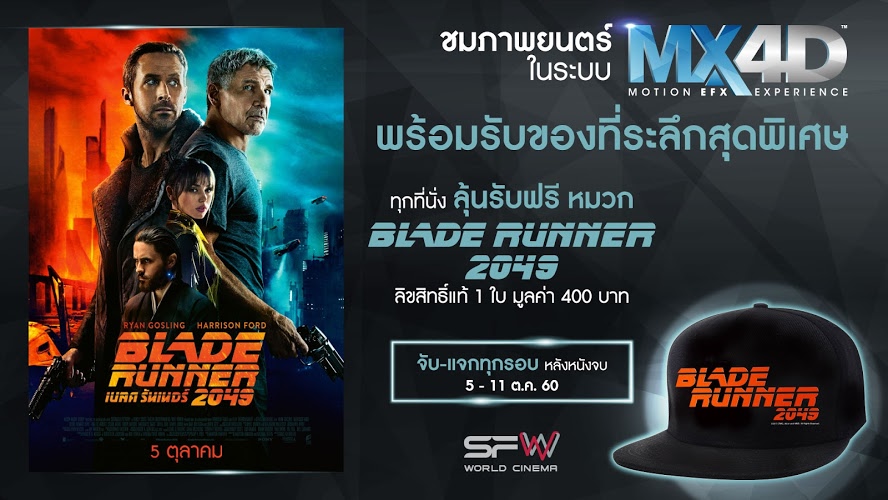 RYAN GOSLING HARRISON FORD
BLADE
RUNNER
เบลด รันเนอร์ 2049
5 ตุลาคม
ชมภาพยนตร์
ในระบบ
MX4D™
MOTION EFX EXPERIENCE
พร้อมรับของที่ระลึกสุดพิเศษ
ทุกที่นั่ง ลุ้นรับฟรี หมวก
BLADE RUNNER
2049
ลิขสิทธิ์แท้ 1 ใบ มูลค่า 400 บาท
จับ-แจกทุกรอบ หลังหนังจบ
5 - 11 ต.ค. 60
SFW
WORLD CINEMA
BLADE
RUNNER
2049